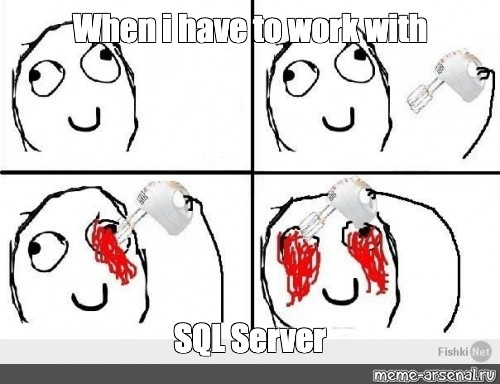 When i have to work with
SQL Server
Fishki Net
meme-arsenal.ru